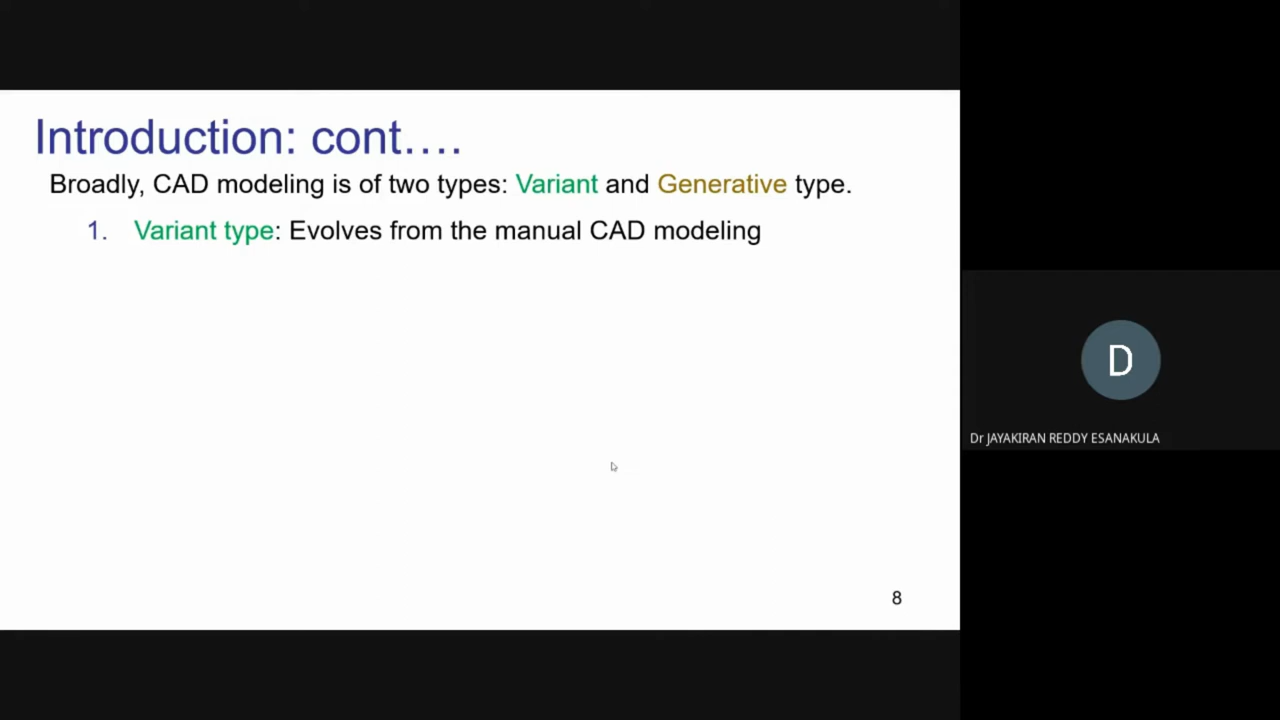 Introduction: cont….
Broadly, CAD modeling is of two types: Variant and Generative type.
1. Variant type: Evolves from the manual CAD modeling
8
D
Dr JAYAKIRAN REDDY ESANAKULA